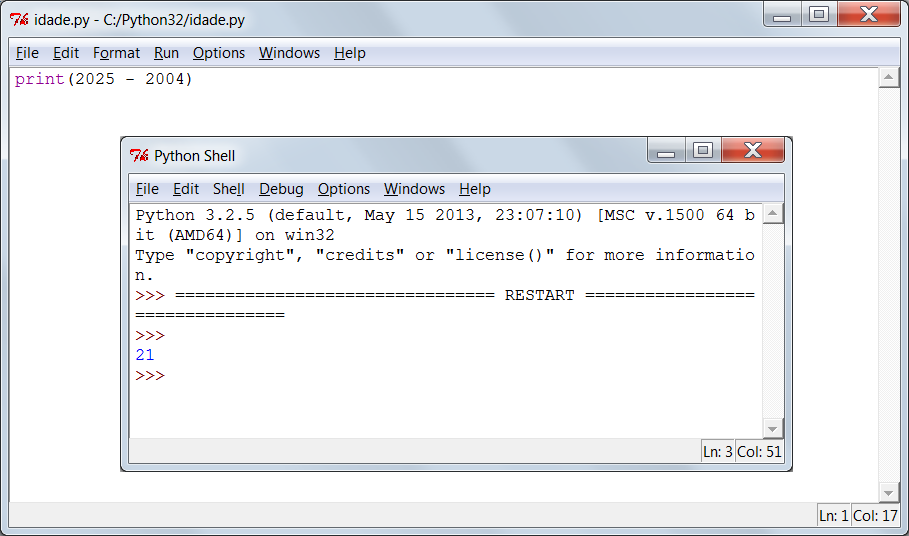 idade.py - C:/Python32/idade.py
File Edit Format Run Options Windows Help
print(2025 - 2004)
Python Shell
File Edit Shell Debug Options Windows Help
Python 3.2.5 (default, May 15 2013, 23:07:10) [MSC v.1500 64 b
it (AMD64)] on win32
Type "copyright", "credits" or "license()" for more informatio
n.
>>> ================================ RESTART =================
===============
>>>
21
>>>
Ln: 3 Col: 51
Ln: 1 Col: 17